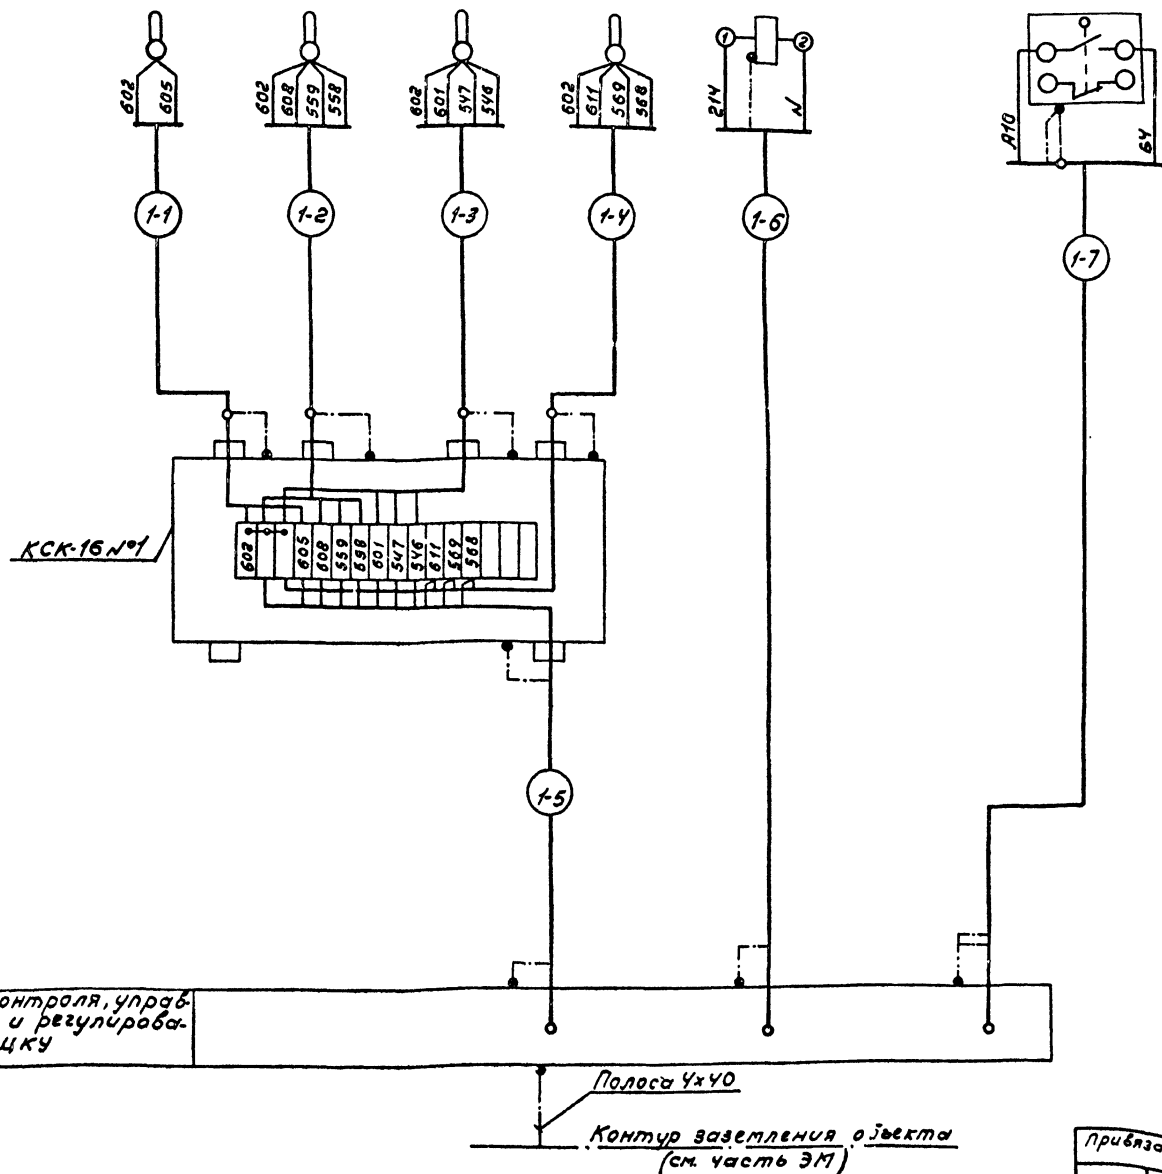 602 605
602 608 559 558
602 601 547 546
602 611 569 568
1 2
214 N
А10 64
1-1
1-2
1-3
1-4
1-6
1-7
КСК-16 №1
602 605 608 559 698 601 547 546 611 569 568
1-5
онтроля, управ-
и регулирова-
ЩКУ
Полоса 4х40
Контур заземления объекта
(см. часть ЭМ)
Привяза